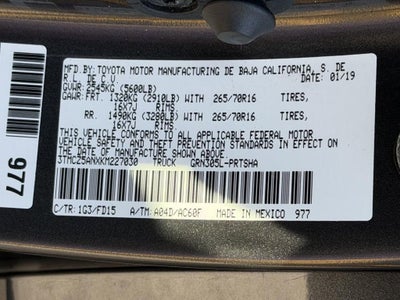 MFD.BY: TOYOTA MOTOR MANUFACTURING DE BAJA CALIFORNIA, S. DE
R.L. DE C.V. DATE: 01/19
GVWR: 2545KG (5600LB)
GAWR: FRT. 1320KG (2910LB) WITH 265/70R16 TIRES,
16X7J RIMS
RR. 1490KG (3280LB) WITH 265/70R16 TIRES,
16X7J RIMS
THIS VEHICLE CONFORMS TO ALL APPLICABLE FEDERAL MOTOR
VEHICLE SAFETY AND THEFT PREVENTION STANDARDS IN EFFECT ON
THE DATE OF MANUFACTURE SHOWN ABOVE.
3TMCZ5ANXKM227030 TRUCK GRN305L-PRTSHA
C/TR: 1G3/FD15 A/TM: A04D/AC60F MADE IN MEXICO 977
977